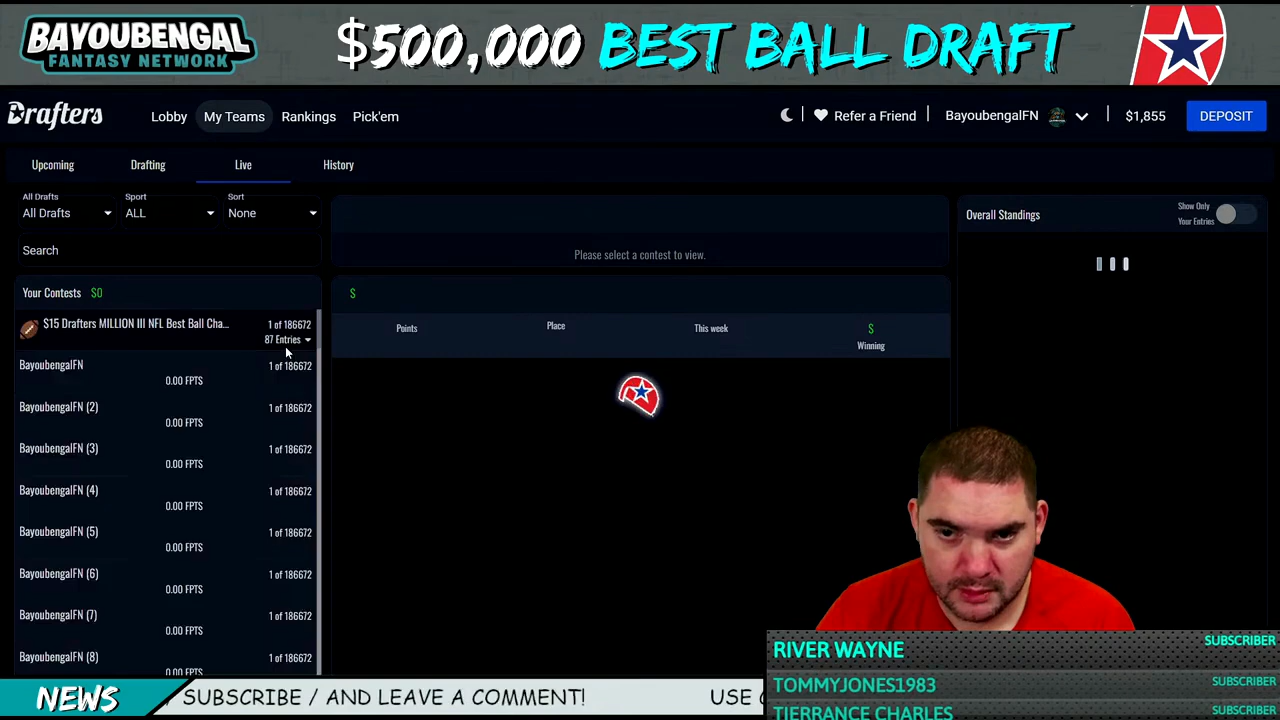 BAYOUBENGAL
FANTASY NETWORK
$500,000 BEST BALL DRAFT
Drafters
Lobby
My Teams
Rankings
Pick'em
Refer a Friend
BayoubengalFN
$1,855
DEPOSIT
Upcoming
Drafting
Live
History
All Drafts
All Drafts
Sport
ALL
Sort
None
Search
Please select a contest to view.
Overall Standings
Show Only
Your Entries
Your Contests $0
$
$15 Drafters MILLION III NFL Best Ball Cha...
1 of 186672
87 Entries
Points
Place
This week
$
Winning
BayoubengalFN
1 of 186672
0.00 FPTS
BayoubengalFN (2)
1 of 186672
0.00 FPTS
BayoubengalFN (3)
1 of 186672
0.00 FPTS
BayoubengalFN (4)
1 of 186672
0.00 FPTS
BayoubengalFN (5)
1 of 186672
0.00 FPTS
BayoubengalFN (6)
1 of 186672
0.00 FPTS
BayoubengalFN (7)
1 of 186672
0.00 FPTS
BayoubengalFN (8)
1 of 186672
0.00 FPTS
RIVER WAYNE
SUBSCRIBER
TOMMYJONES1983
SUBSCRIBER
TIERRANCE CHARLES
SUBSCRIBER
NEWS
SUBSCRIBE / AND LEAVE A COMMENT!
USE